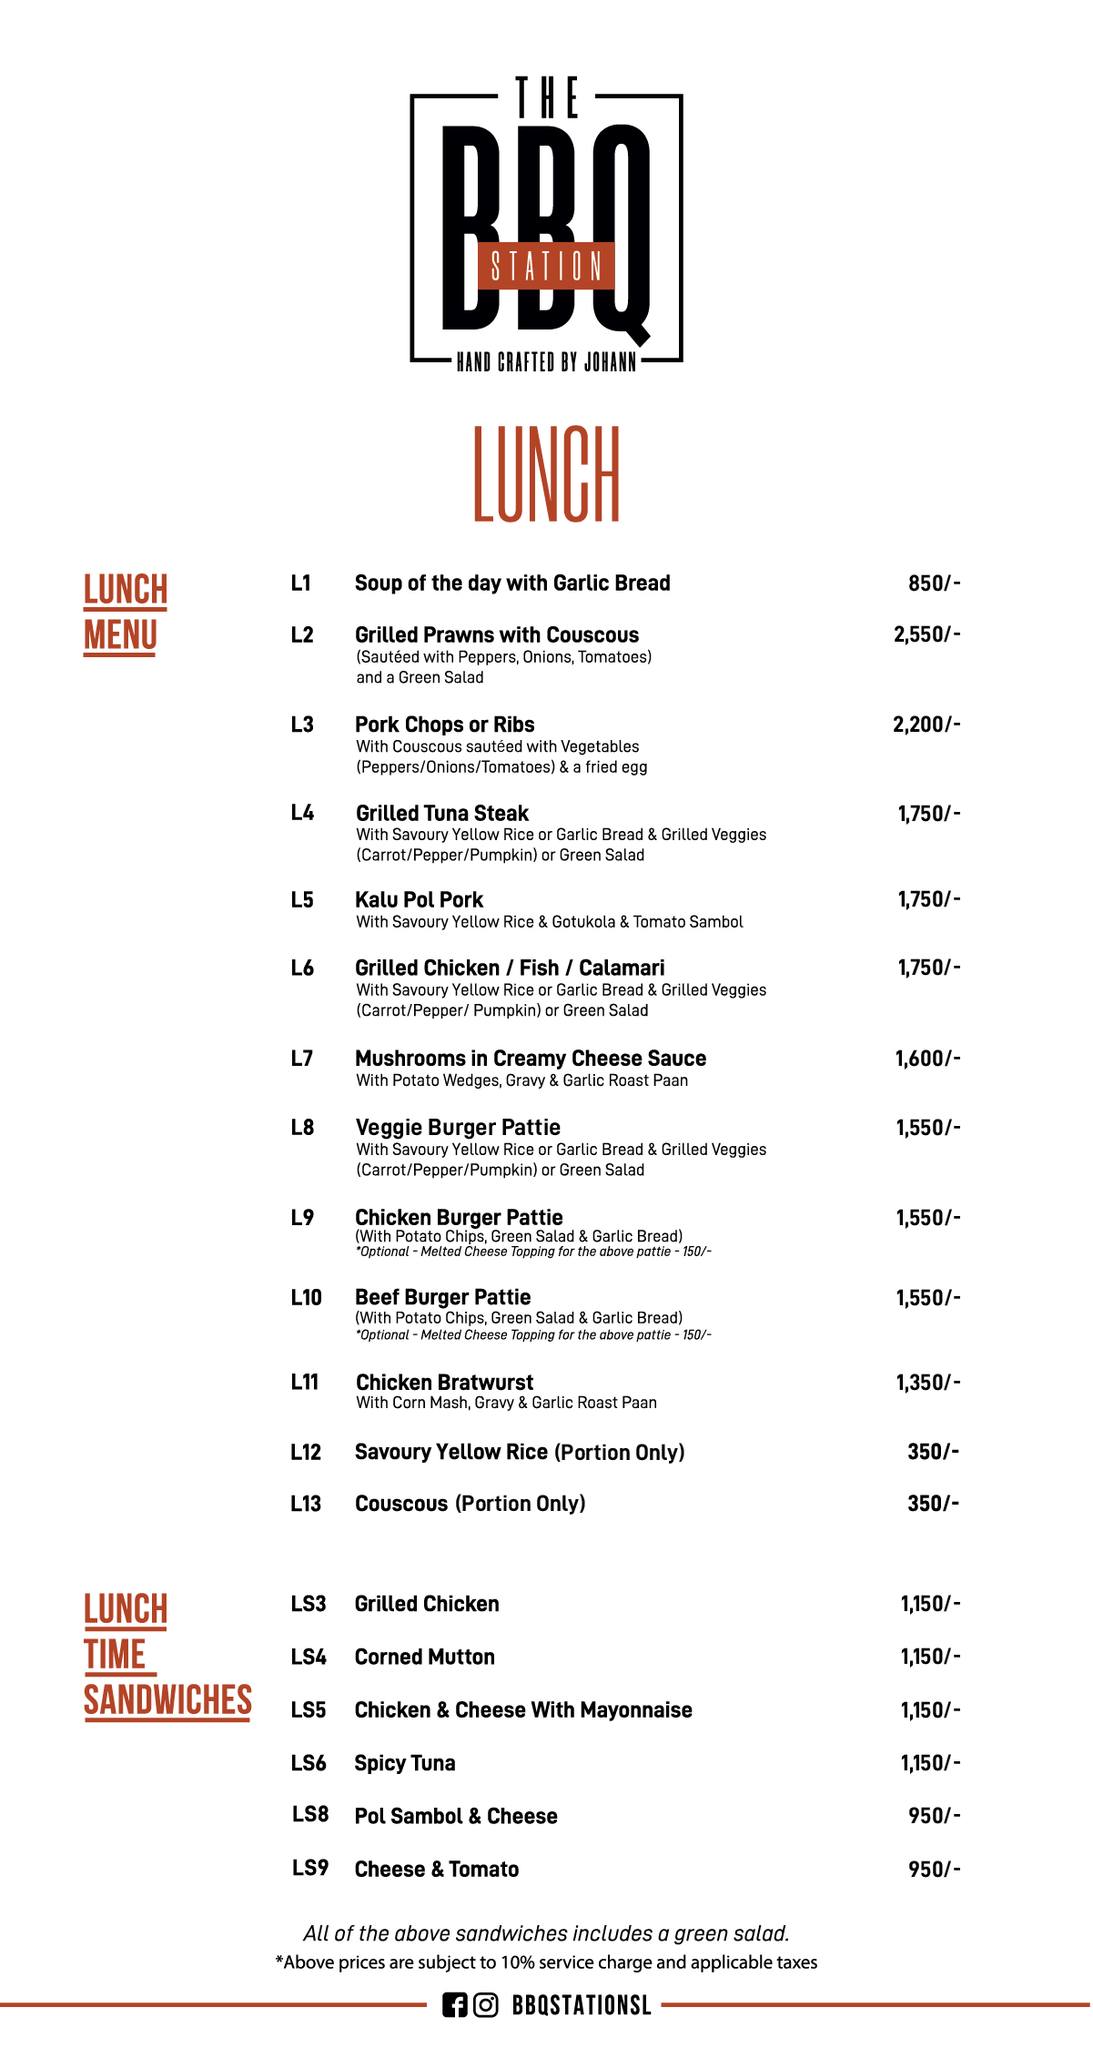 THE
BBQ
STATION
HAND CRAFTED BY JOHANN
LUNCH
LUNCH
MENU
L1 Soup of the day with Garlic Bread 850/-
L2 Grilled Prawns with Couscous 2,550/-
(Sautéed with Peppers, Onions, Tomatoes)
and a Green Salad
L3 Pork Chops or Ribs 2,200/-
With Couscous sautéed with Vegetables
(Peppers/Onions/Tomatoes) & a fried egg
L4 Grilled Tuna Steak 1,750/-
With Savoury Yellow Rice or Garlic Bread & Grilled Veggies
(Carrot/Pepper/Pumpkin) or Green Salad
L5 Kalu Pol Pork 1,750/-
With Savoury Yellow Rice & Gotukola & Tomato Sambol
L6 Grilled Chicken / Fish / Calamari 1,750/-
With Savoury Yellow Rice or Garlic Bread & Grilled Veggies
(Carrot/Pepper/ Pumpkin) or Green Salad
L7 Mushrooms in Creamy Cheese Sauce 1,600/-
With Potato Wedges, Gravy & Garlic Roast Paan
L8 Veggie Burger Pattie 1,550/-
With Savoury Yellow Rice or Garlic Bread & Grilled Veggies
(Carrot/Pepper/Pumpkin) or Green Salad
L9 Chicken Burger Pattie 1,550/-
(With Potato Chips, Green Salad & Garlic Bread)
*Optional - Melted Cheese Topping for the above pattie - 150/-
L10 Beef Burger Pattie 1,550/-
(With Potato Chips, Green Salad & Garlic Bread)
*Optional - Melted Cheese Topping for the above pattie - 150/-
L11 Chicken Bratwurst 1,350/-
With Corn Mash, Gravy & Garlic Roast Paan
L12 Savoury Yellow Rice (Portion Only) 350/-
L13 Couscous (Portion Only) 350/-
LUNCH
TIME
SANDWICHES
LS3 Grilled Chicken 1,150/-
LS4 Corned Mutton 1,150/-
LS5 Chicken & Cheese With Mayonnaise 1,150/-
LS6 Spicy Tuna 1,150/-
LS8 Pol Sambol & Cheese 950/-
LS9 Cheese & Tomato 950/-
All of the above sandwiches includes a green salad.
*Above prices are subject to 10% service charge and applicable taxes
BBQSTATIONSL